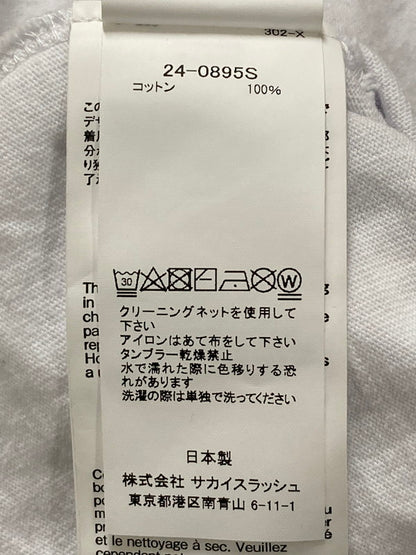 302-X
24-0895S
コットン 100%
30
W
クリーニングネットを使用して
下さい
アイロンはあて布をして下さい
タンブラー乾燥禁止
水で濡れた際に色移りする恐
れがあります
洗濯の際は単独で洗ってください
日本製
株式会社 サカイスラッシュ
東京都港区南青山 6-11-1
et le nettoyage à sec. Veuillez